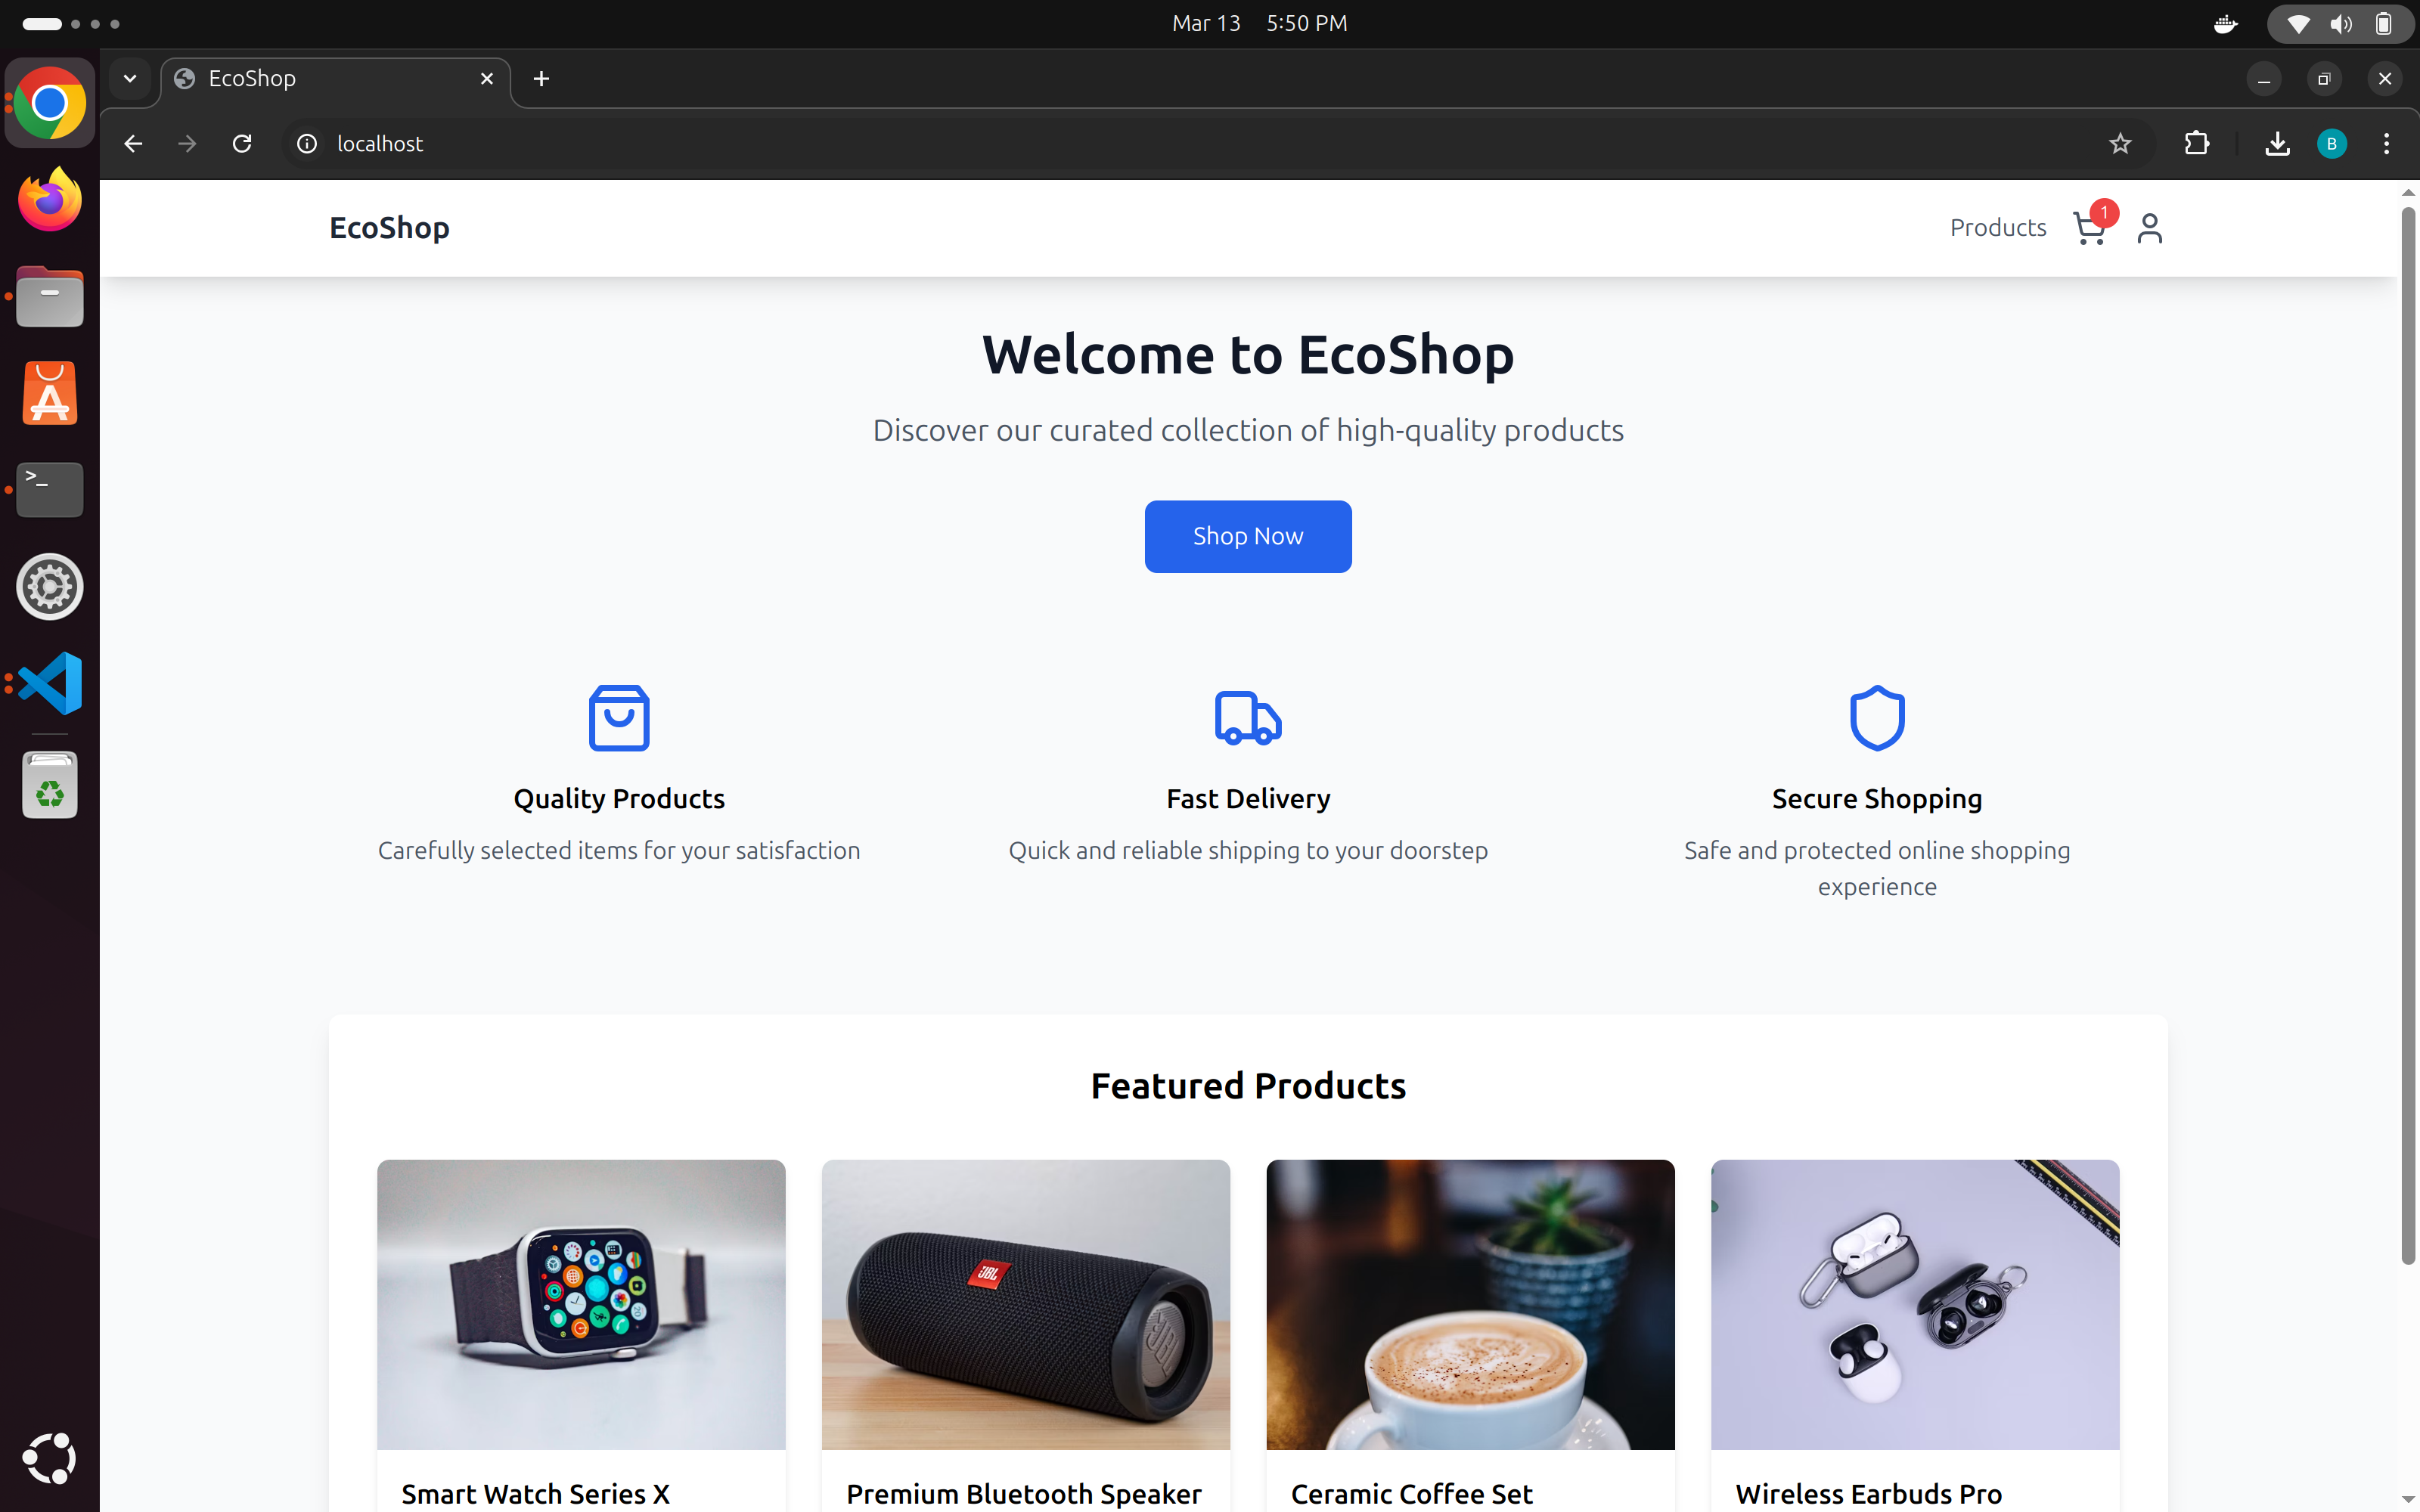 Mar 13 5:50 PM
EcoShop
localhost
B
EcoShop
Products
1
Welcome to EcoShop
Discover our curated collection of high-quality products
Shop Now
Quality Products
Fast Delivery
Secure Shopping
Carefully selected items for your satisfaction
Quick and reliable shipping to your doorstep
Safe and protected online shopping
experience
Featured Products
JBL
JBL
Smart Watch Series X
Premium Bluetooth Speaker
Ceramic Coffee Set
Wireless Earbuds Pro